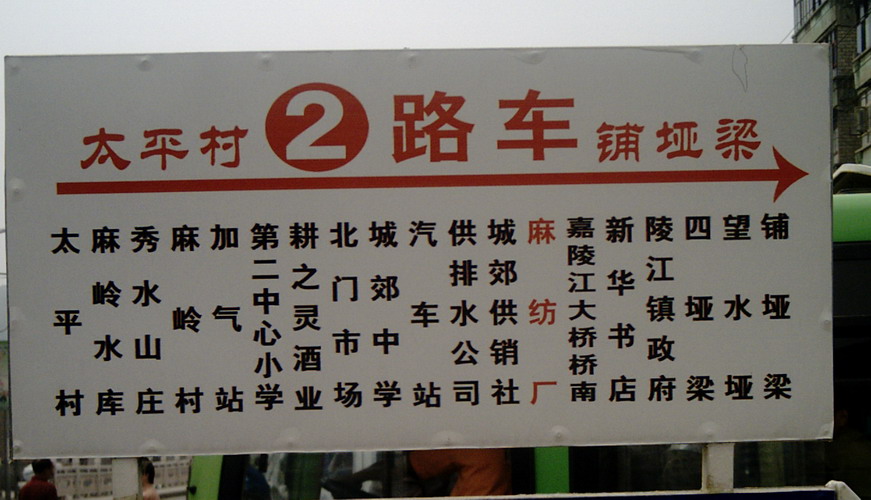 太平村 2 路车 铺垭梁
太平村
麻岭水库
秀水山庄
麻岭村
加气站
第二中心小学
耕之灵酒业
北门市场
城郊中学
汽车站
供排水公司
城郊供销社
麻纺厂
嘉陵江大桥桥南
新华书店
陵江镇政府
四垭梁
望水垭
铺垭梁